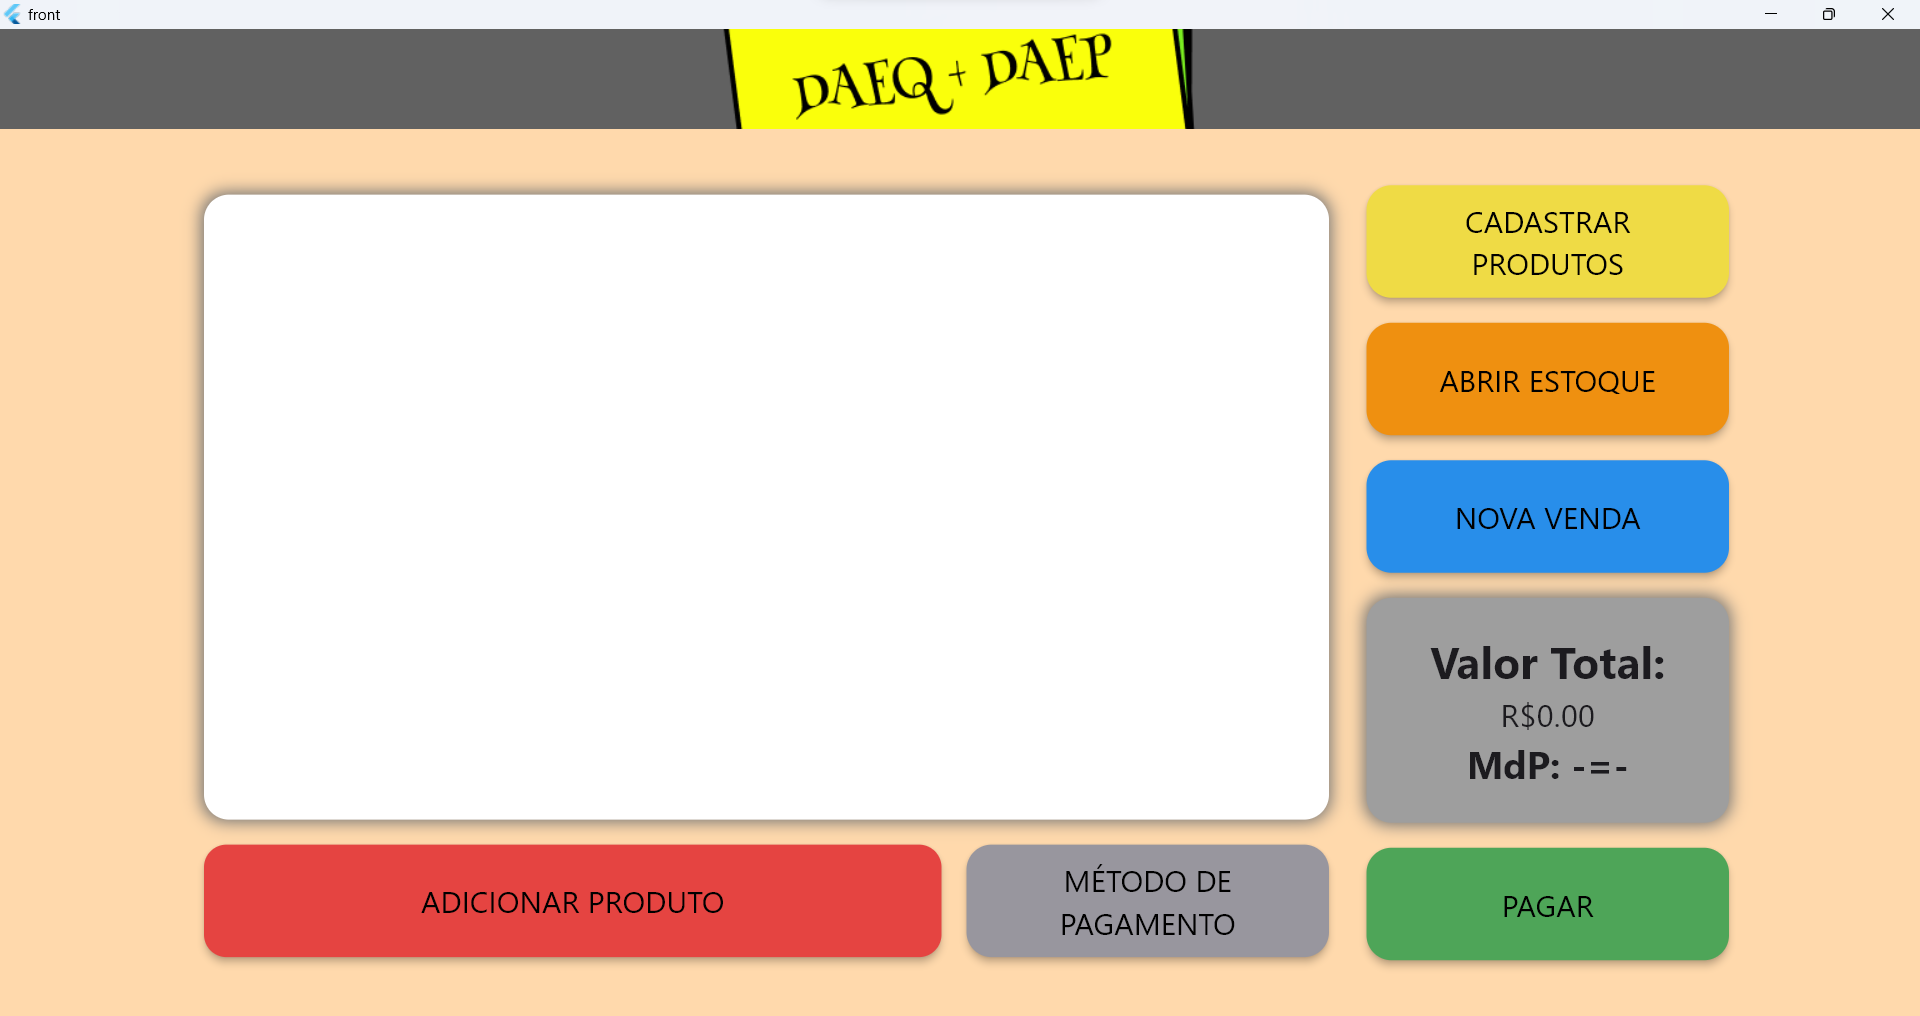 front
DAEQ + DAEP
CADASTRAR
PRODUTOS
ABRIR ESTOQUE
NOVA VENDA
Valor Total:
R$0.00
MdP: -=-
ADICIONAR PRODUTO
MÉTODO DE
PAGAMENTO
PAGAR